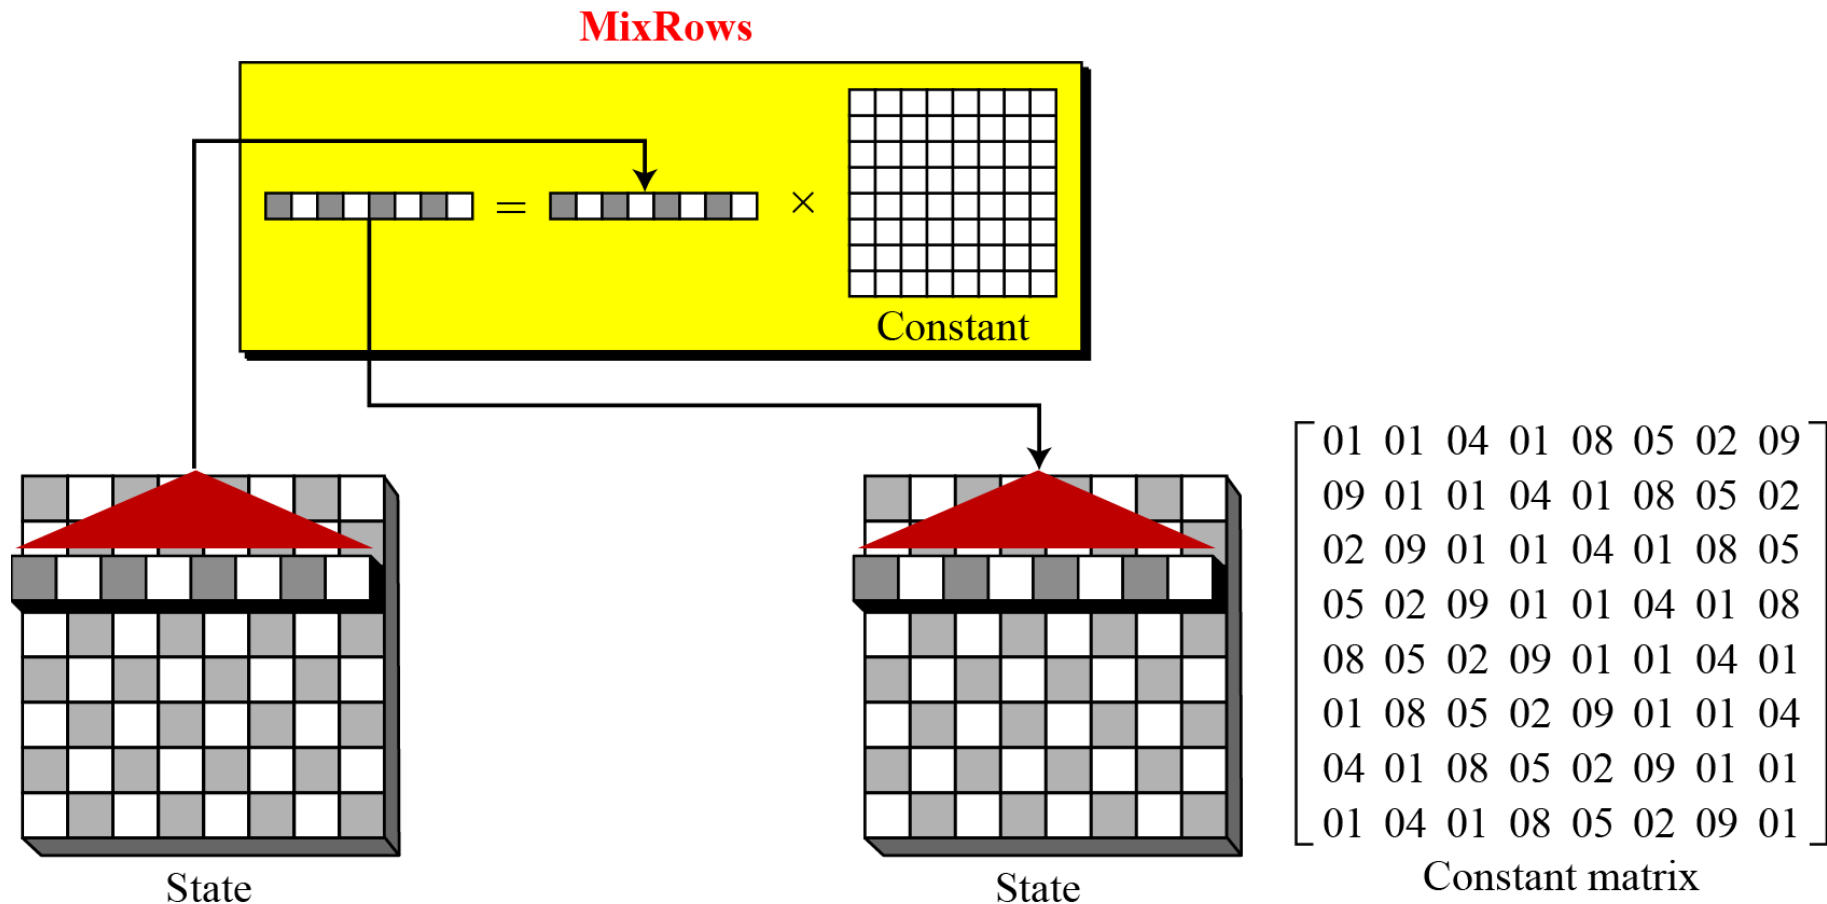 MixRows
= ×
Constant
01 01 04 01 08 05 02 09
09 01 01 04 01 08 05 02
02 09 01 01 04 01 08 05
05 02 09 01 01 04 01 08
08 05 02 09 01 01 04 01
01 08 05 02 09 01 01 04
04 01 08 05 02 09 01 01
01 04 01 08 05 02 09 01
State
State
Constant matrix